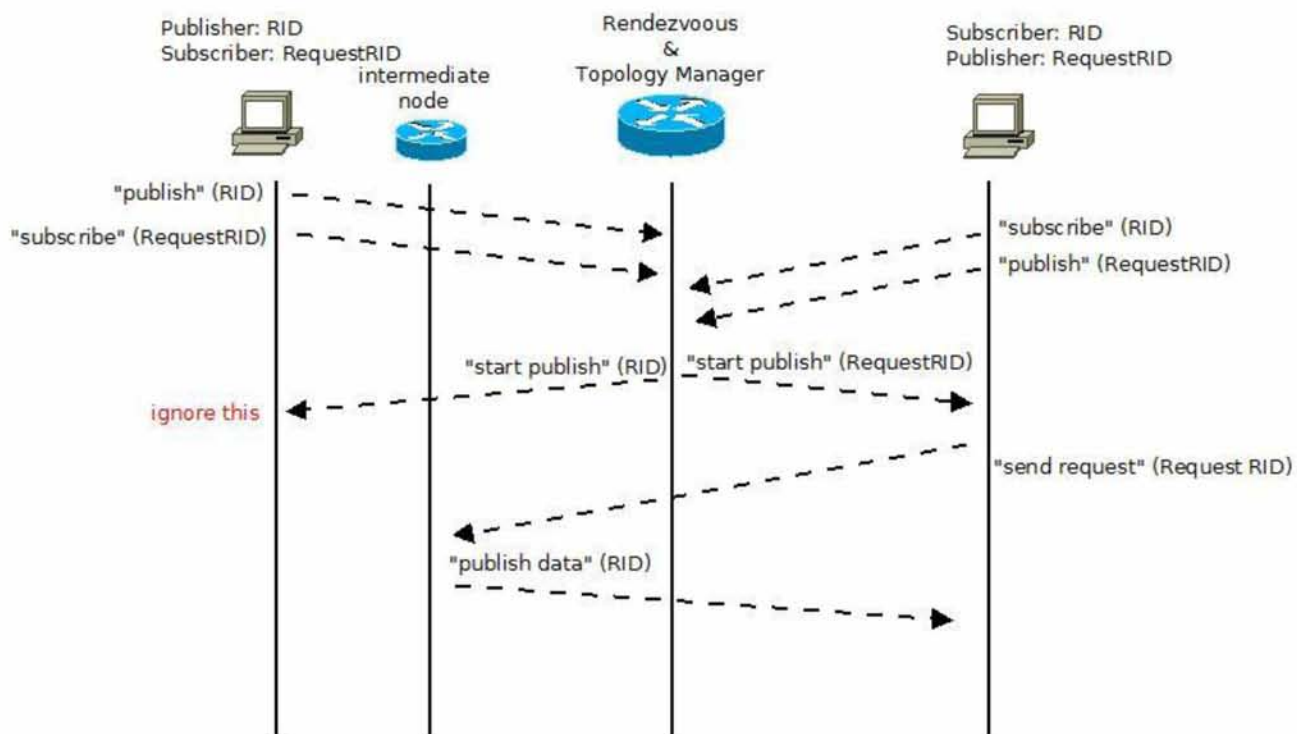 Publisher: RID
Subscriber: RequestRID
intermediate
node
Rendezvoous
&
Topology Manager
Subscriber: RID
Publisher: RequestRID
"publish" (RID)
"subscribe" (RequestRID)
"subscribe" (RID)
"publish" (RequestRID)
"start publish" (RID)
"start publish" (RequestRID)
ignore this
"send request" (Request RID)
"publish data" (RID)